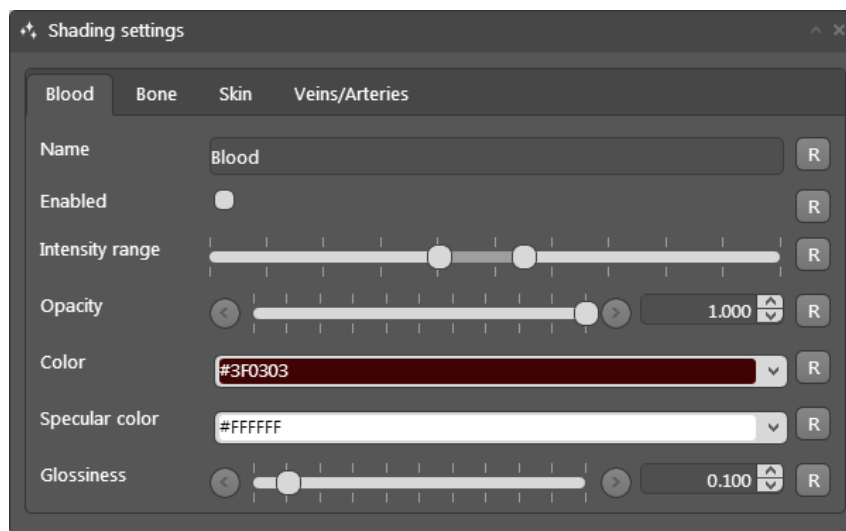 Shading settings
Blood Bone Skin Veins/Arteries
Name Blood R
Enabled R
Intensity range R
Opacity 1.000 R
Color #3F0303 R
Specular color #FFFFFF R
Glossiness 0.100 R